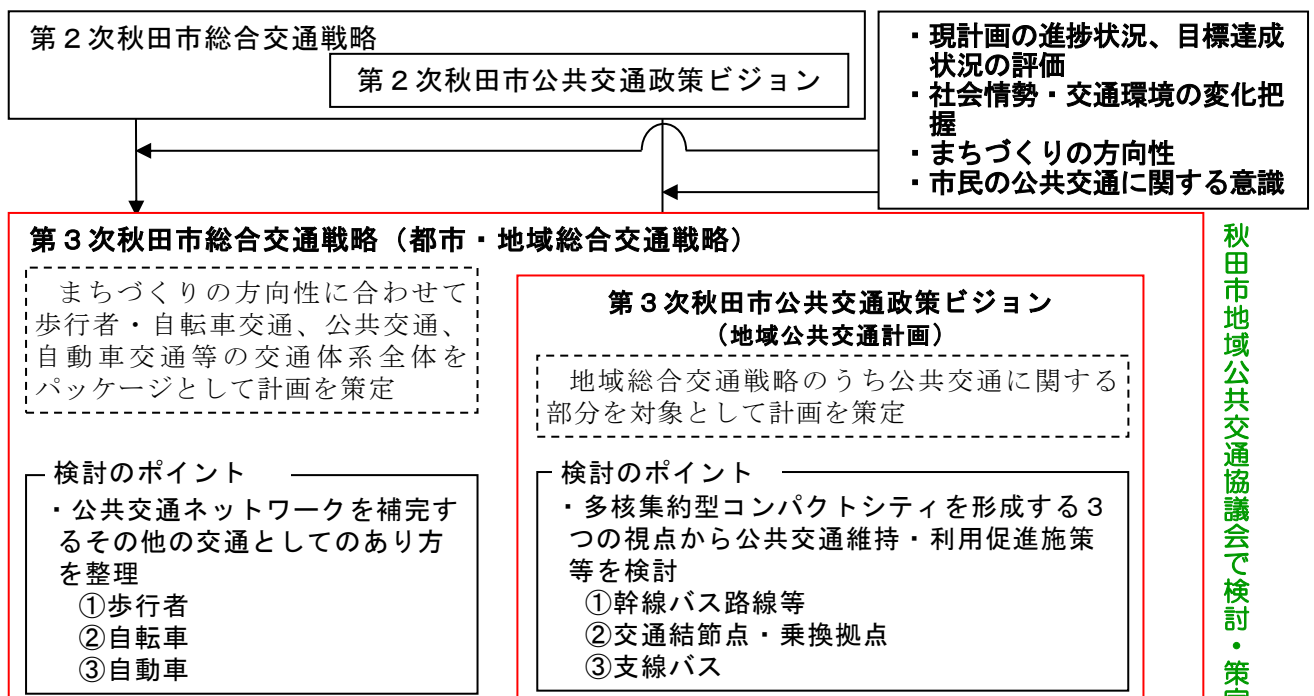 第２次秋田市総合交通戦略
第２次秋田市公共交通政策ビジョン
・現計画の進捗状況、目標達成
状況の評価
・社会情勢・交通環境の変化把
握
・まちづくりの方向性
・市民の公共交通に関する意識
第３次秋田市総合交通戦略（都市・地域総合交通戦略）
まちづくりの方向性に合わせて
歩行者・自転車交通、公共交通、
自動車交通等の交通体系全体を
パッケージとして計画を策定
検討のポイント
・公共交通ネットワークを補完す
るその他の交通としてのあり方
を整理
①歩行者
②自転車
③自動車
第３次秋田市公共交通政策ビジョン
（地域公共交通計画）
地域総合交通戦略のうち公共交通に関する
部分を対象として計画を策定
検討のポイント
・多核集約型コンパクトシティを形成する３
つの視点から公共交通維持・利用促進施策
等を検討
①幹線バス路線等
②交通結節点・乗換拠点
③支線バス
秋田市地域公共交通協議会で検討・策定